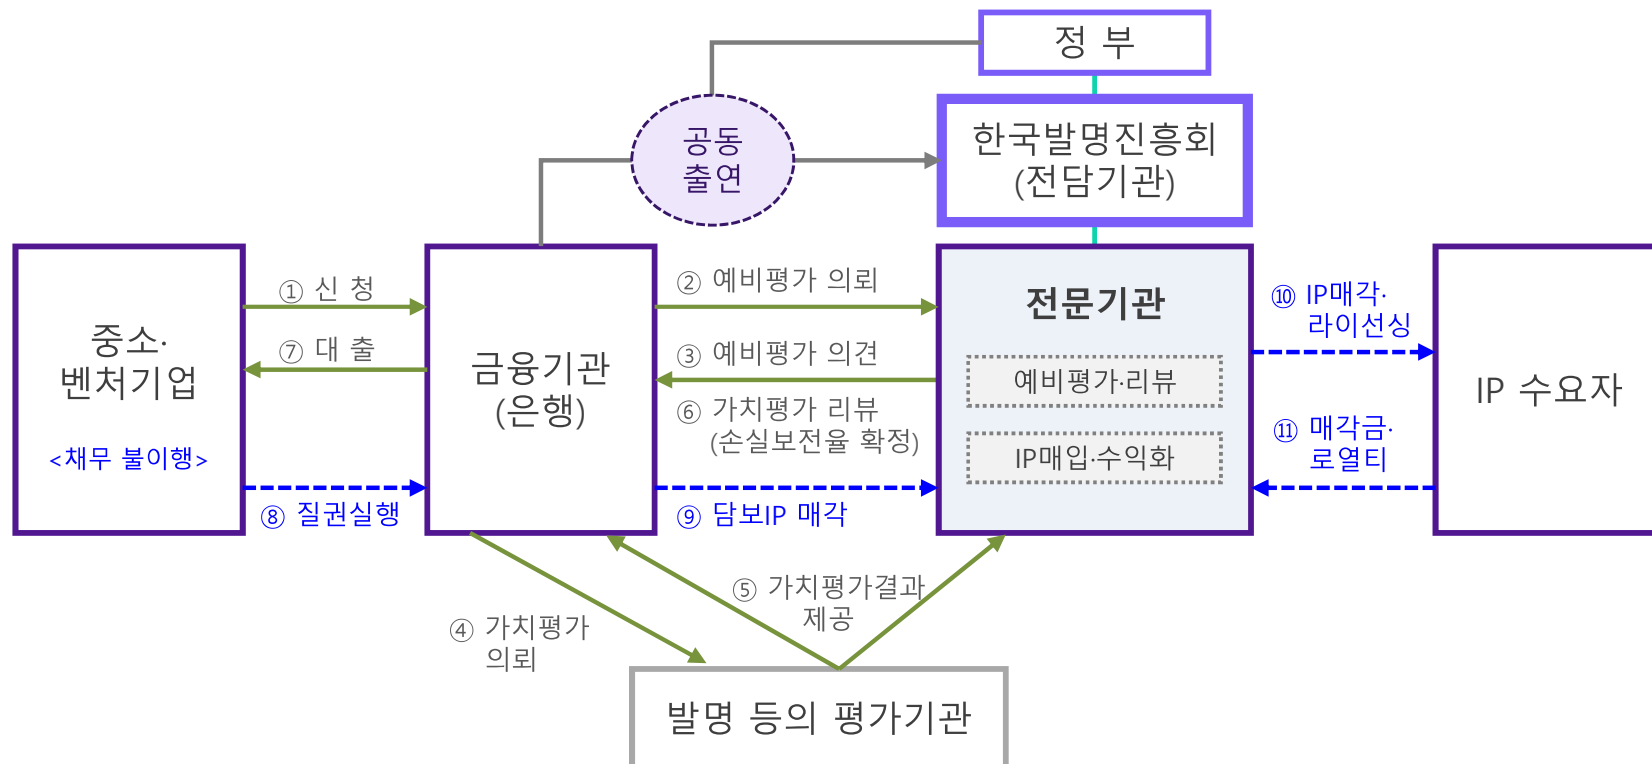 정 부
공동
출연
한국발명진흥회
(전담기관)
중소·
벤처기업
<채무 불이행>
① 신 청
⑦ 대 출
⑧ 질권실행
금융기관
(은행)
② 예비평가 의뢰
③ 예비평가 의견
⑥ 가치평가 리뷰
(손실보전율 확정)
⑨ 담보IP 매각
전문기관
예비평가·리뷰
IP매입·수익화
⑩ IP매각·
라이선싱
⑪ 매각금·
로열티
IP 수요자
④ 가치평가
의뢰
⑤ 가치평가결과
제공
발명 등의 평가기관